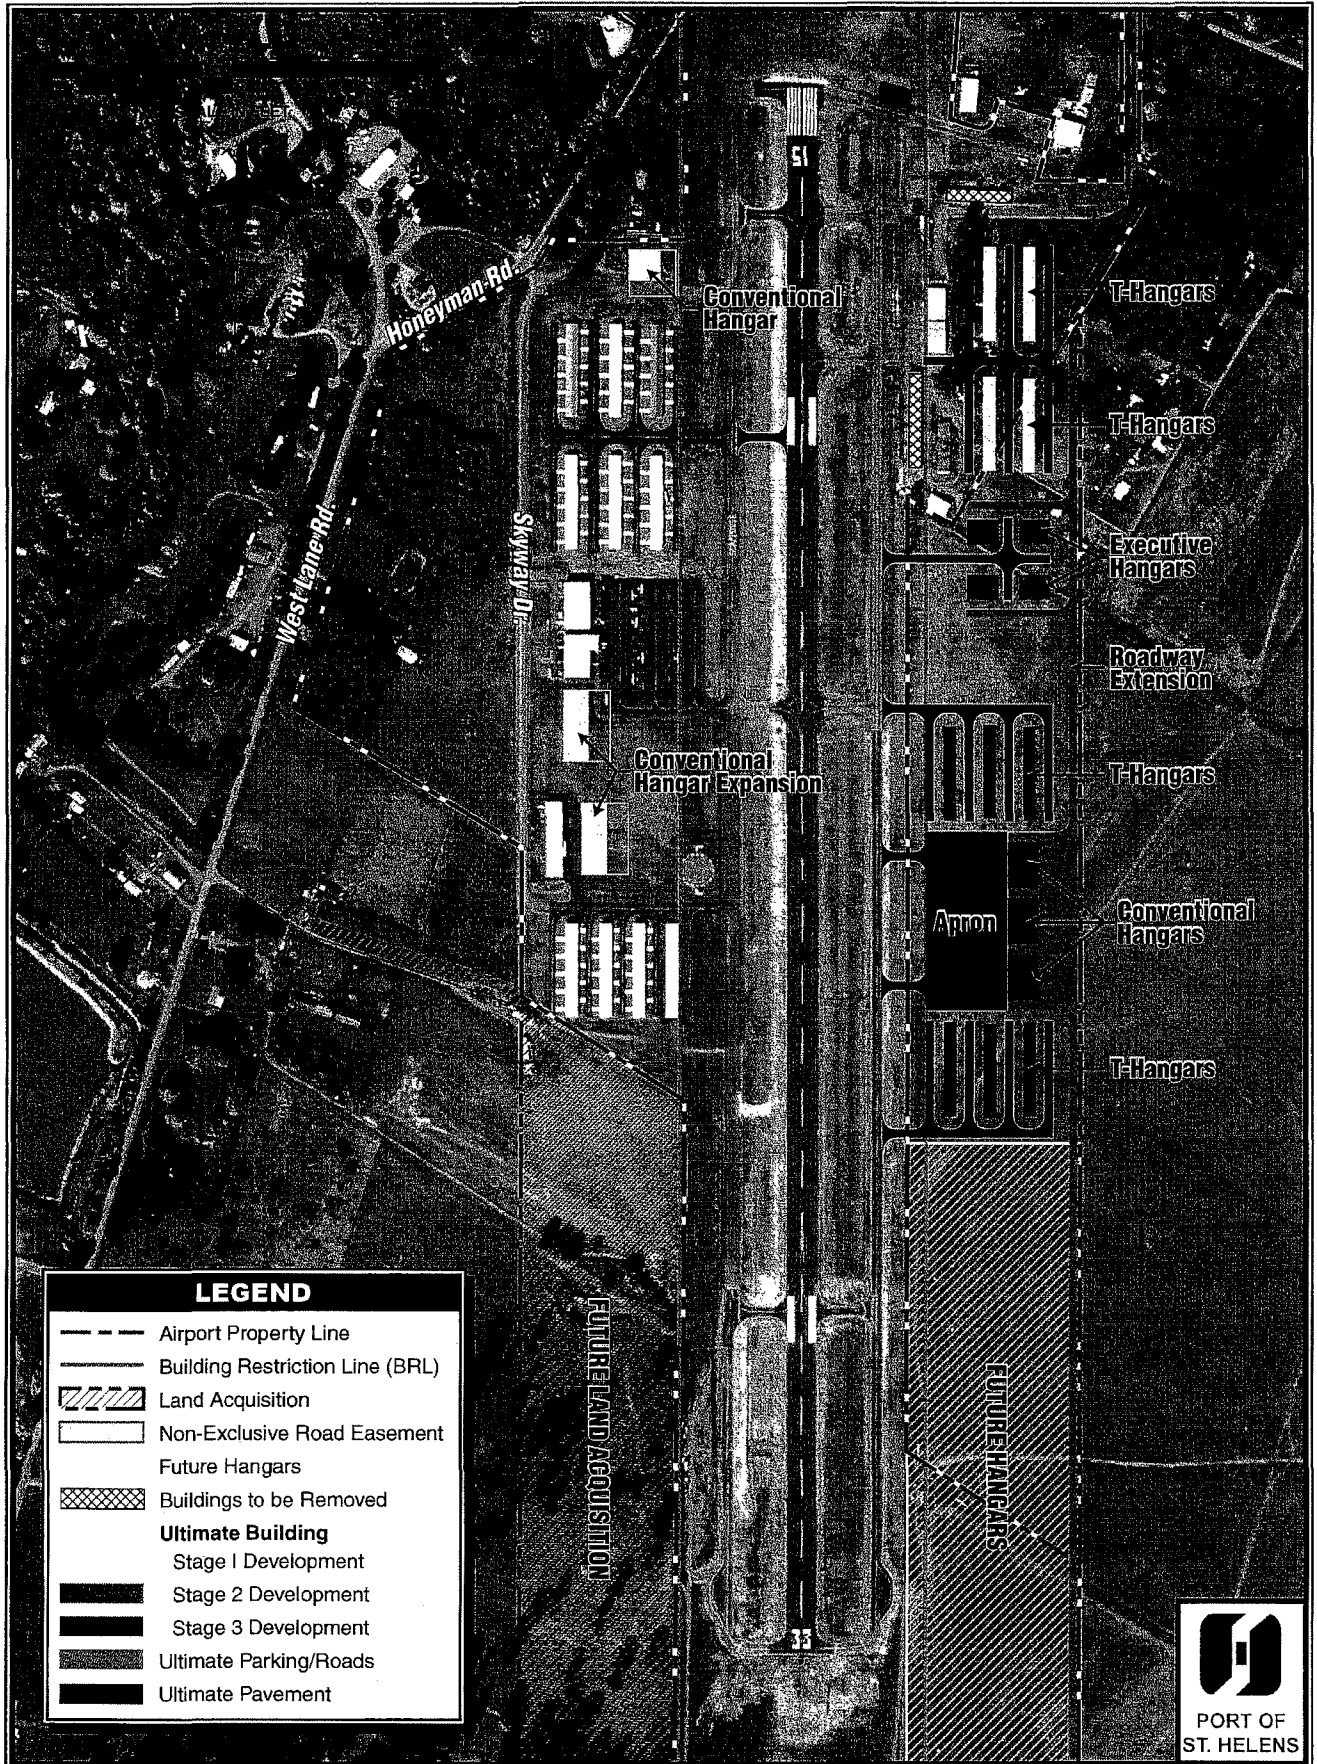 15
Honeyman Rd.
Conventional
Hangar
T-Hangars
T-Hangars
West Lane Rd.
Skyway Dr.
Executive
Hangars
Roadway
Extension
Conventional
Hangar Expansion
T-Hangars
Apron
Conventional
Hangars
T-Hangars
FUTURE LAND ACQUISITION
FUTURE HANGARS
33
LEGEND
Airport Property Line
Building Restriction Line (BRL)
Land Acquisition
Non-Exclusive Road Easement
Future Hangars
Buildings to be Removed
Ultimate Building
Stage I Development
Stage 2 Development
Stage 3 Development
Ultimate Parking/Roads
Ultimate Pavement
PORT OF
ST. HELENS